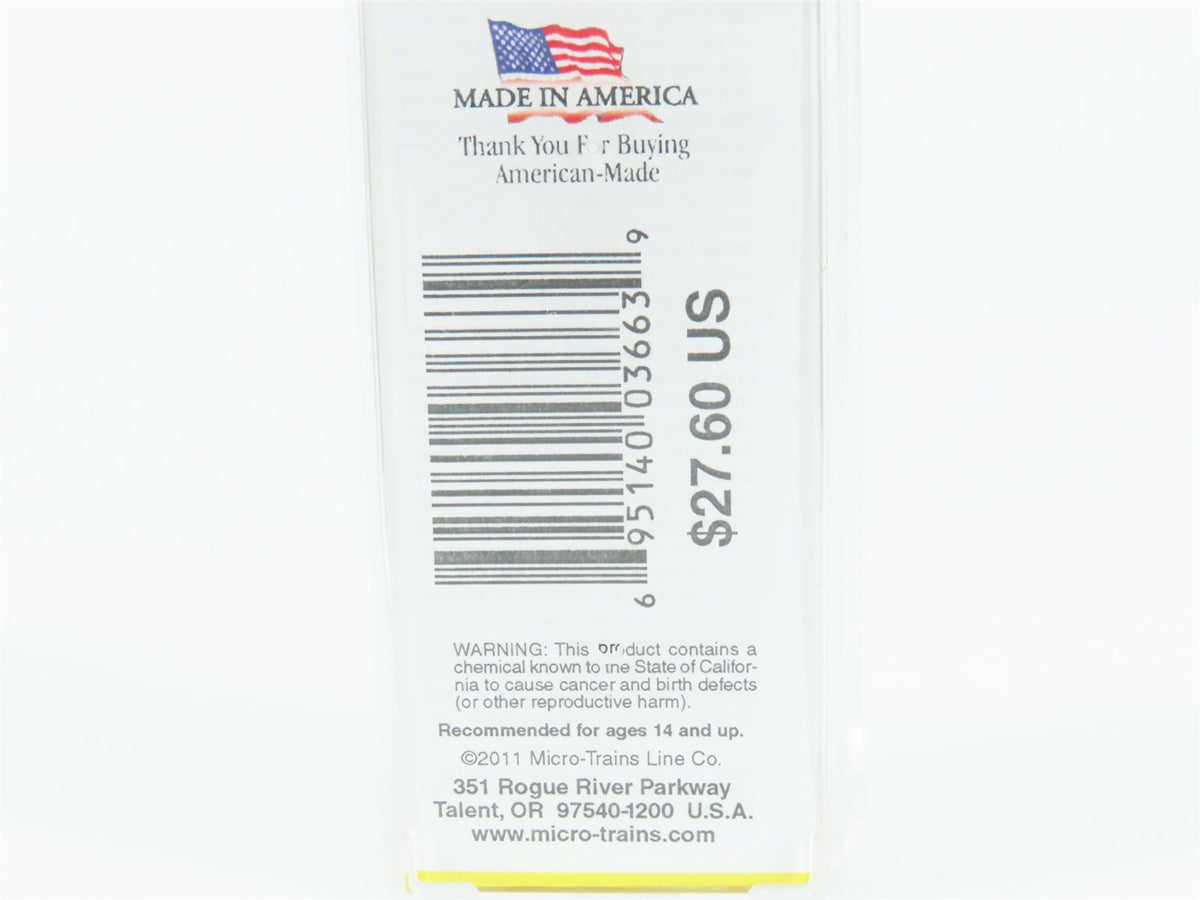 MADE IN AMERICA
Thank You F r Buying
American-Made
6 95140 03663 9
$27.60 US
WARNING: This product contains a
chemical known to the State of Califor-
nia to cause cancer and birth defects
(or other reproductive harm).
Recommended for ages 14 and up.
©2011 Micro-Trains Line Co.
351 Rogue River Parkway
Talent, OR 97540-1200 U.S.A.
www.micro-trains.com